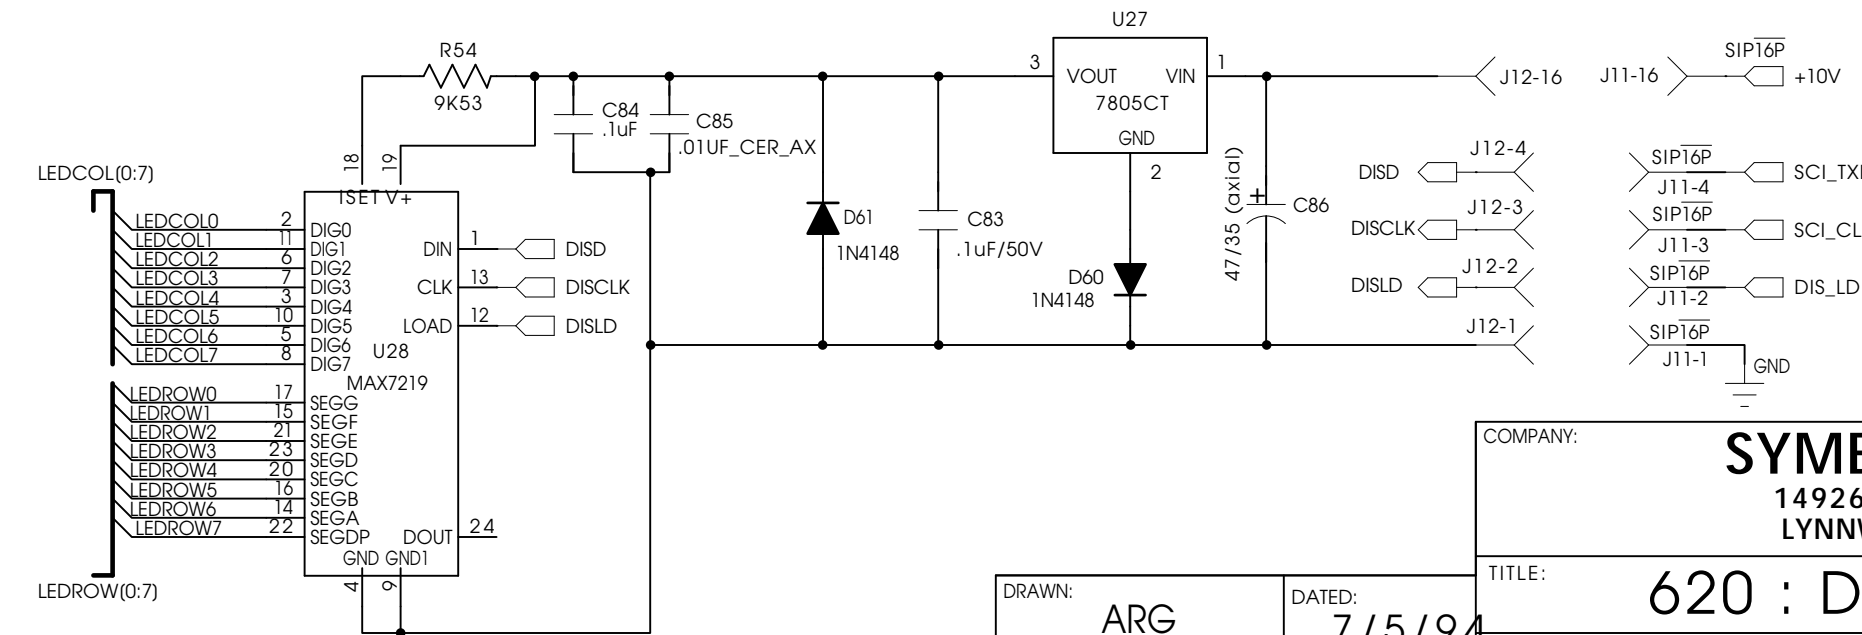 U27
R54
9K53
C84
.1uF
C85
.01UF_CER_AX
3
VOUT
VIN
1
7805CT
GND
2
J12-16
J11-16
SIP16P
+10V
18
19
ISET
V+
LEDCOL(0:7)
LEDCOL0 2 DIG0
LEDCOL1 11 DIG1
LEDCOL2 6 DIG2
LEDCOL3 7 DIG3
LEDCOL4 3 DIG4
LEDCOL5 10 DIG5
LEDCOL6 5 DIG6
LEDCOL7 8 DIG7
DIN 1 DISD
CLK 13 DISCLK
LOAD 12 DISLD
U28
MAX7219
LEDROW0 17 SEGG
LEDROW1 15 SEGF
LEDROW2 21 SEGE
LEDROW3 23 SEGD
LEDROW4 20 SEGC
LEDROW5 16 SEGB
LEDROW6 14 SEGA
LEDROW7 22 SEGDP
DOUT 24
GND GND1
4
9
LEDROW(0:7)
D61
1N4148
C83
.1uF/50V
D60
1N4148
47/35 (axial)
+
C86
DISD
J12-4
DISCLK
J12-3
DISLD
J12-2
J12-1
SIP16P
J11-4
SCI_TX
SIP16P
J11-3
SCI_CL
SIP16P
J11-2
DIS_LD
SIP16P
J11-1
GND
COMPANY:
SYME
14926
LYNNW
TITLE:
620 : D
DRAWN:
ARG
DATED:
7/5/94